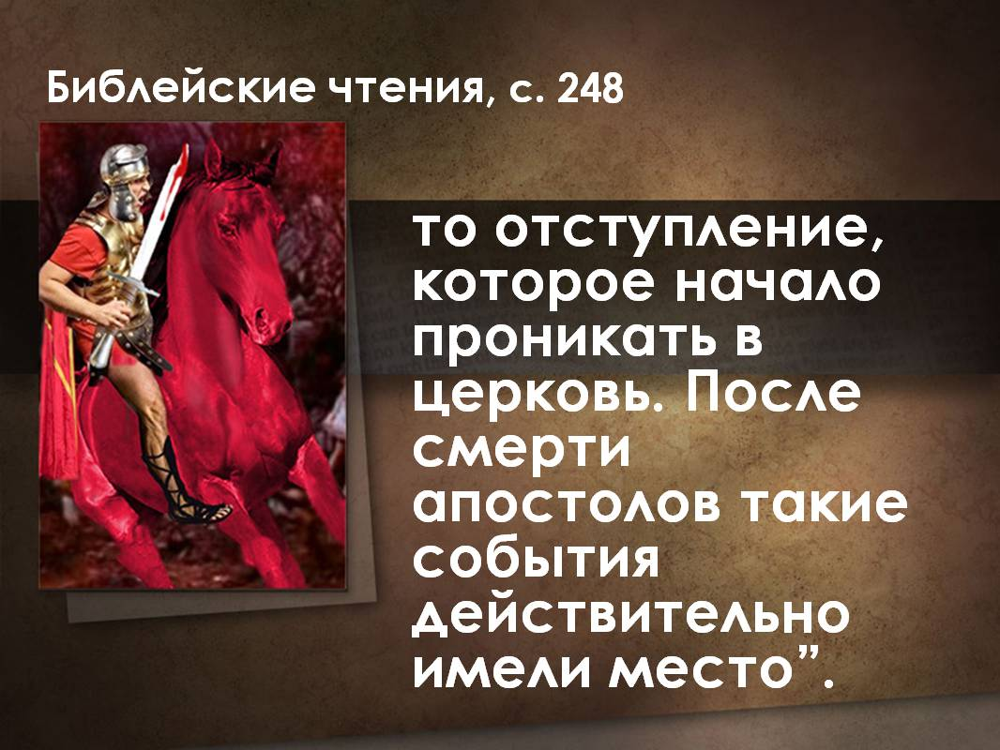 Библейские чтения, с. 248
то отступление,
которое начало
проникать в
церковь. После
смерти
апостолов такие
события
действительно
имели место”.